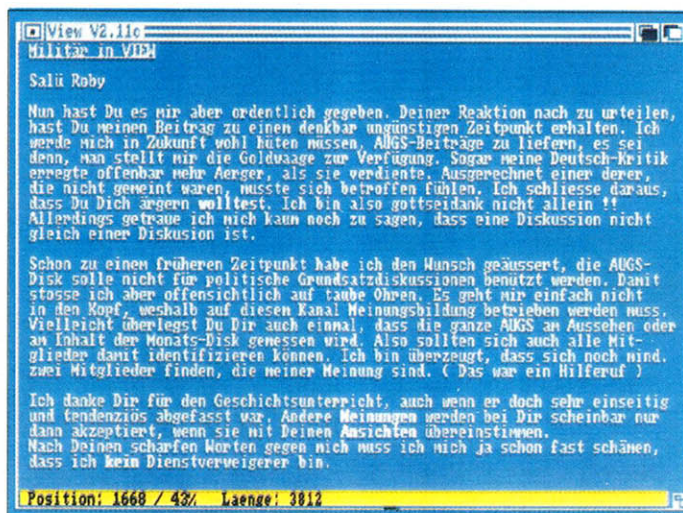 View V2.11c
Militär in VIEW
Salü Roby
Nun hast Du es mir aber ordentlich gegeben. Deiner Reaktion nach zu urteilen,
hast Du meinen Beitrag zu einem denkbar ungünstigen Zeitpunkt erhalten. Ich
werde mich in Zukunft wohl hüten müssen, AUGS-Beiträge zu liefern, es sei
denn, man stellt mir die Goldwaage zur Verfügung. Sogar meine Deutsch-Kritik
erregte offenbar mehr Aerger, als sie verdiente. Ausgerechnet einer derer,
die nicht gemeint waren, musste sich betroffen fühlen. Ich schliesse daraus,
dass Du Dich ärgern wolltest. Ich bin also gottseidank nicht allein !!
Allerdings getraue ich mich kaum noch zu sagen, dass eine Diskussion nicht
gleich einer Diskusion ist.
Schon zu einem früheren Zeitpunkt habe ich den Wunsch geäussert, die AUGS-
Disk solle nicht für politische Grundsatzdiskussionen benützt werden. Damit
stosse ich aber offensichtlich auf taube Ohren. Es geht mir einfach nicht
in den Kopf, weshalb auf diesem Kanal Meinungsbildung betrieben werden muss.
Vielleicht überlegst Du Dir auch einmal, dass die ganze AUGS am Aussehen oder
am Inhalt der Monats-Disk gemessen wird. Also sollten sich auch alle Mit-
glieder damit identifizieren können. Ich bin überzeugt, dass sich noch mind.
zwei Mitglieder finden, die meiner Meinung sind. ( Das war ein Hilferuf )
Ich danke Dir für den Geschichtsunterricht, auch wenn er doch sehr einseitig
und tendenziös abgefasst war. Andere Meinungen werden bei Dir scheinbar nur
dann akzeptiert, wenn sie mit Deinen Ansichten übereinstimmen.
Nach Deinen scharfen Worten gegen mich muss ich mich ja schon fast schämen,
dass ich kein Dienstverweigerer bin.
Position: 1668 / 43% Laenge: 3812